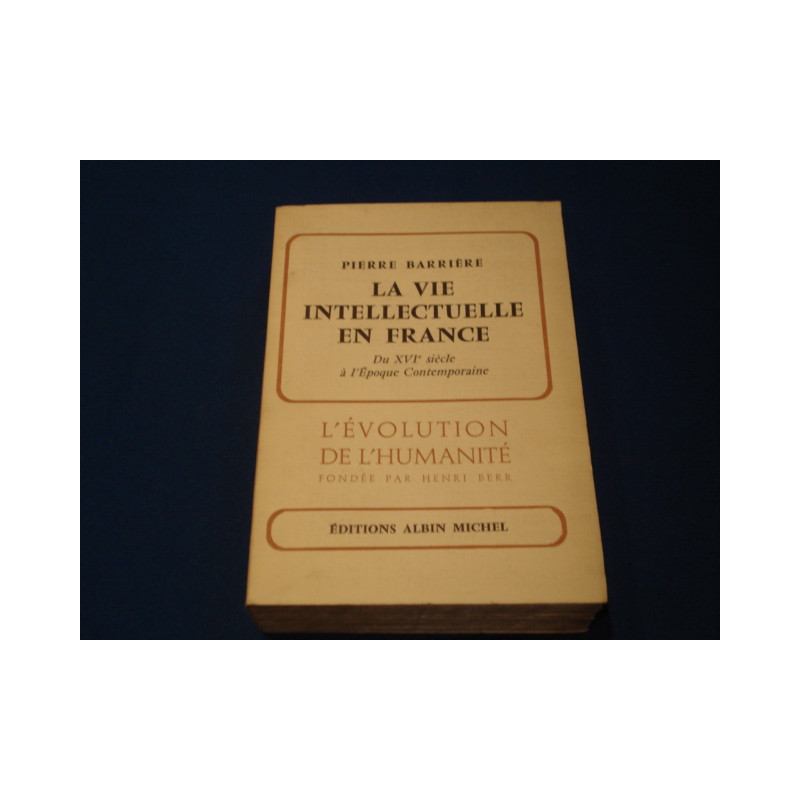 PIERRE BARRIÈRE
LA VIE
INTELLECTUELLE
EN FRANCE
Du XVIe siècle
à l'Époque Contemporaine
L'ÉVOLUTION
DE L'HUMANITÉ
FONDÉE PAR HENRI BERR
ÉDITIONS ALBIN MICHEL